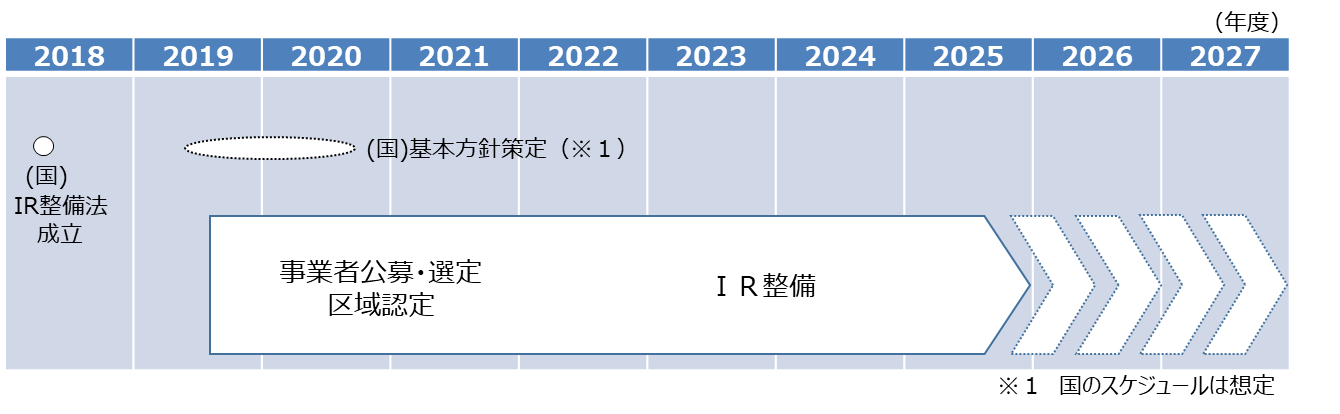 (年度)
2018 2019 2020 2021 2022 2023 2024 2025 2026 2027
(国)基本方針策定（※１）
(国)
IR整備法
成立
事業者公募・選定
区域認定
ＩＲ整備
※１　国のスケジュールは想定